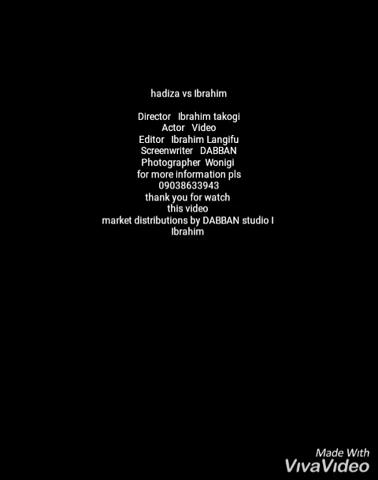 hadiza vs Ibrahim
Director Ibrahim takogi
Actor Video
Editor Ibrahim Langifu
Screenwriter DABBAN
Photographer Wonigi
for more information pls
09038633943
thank you for watch
this video
market distributions by DABBAN studio I
Ibrahim
Made With
VIVAVIDEO